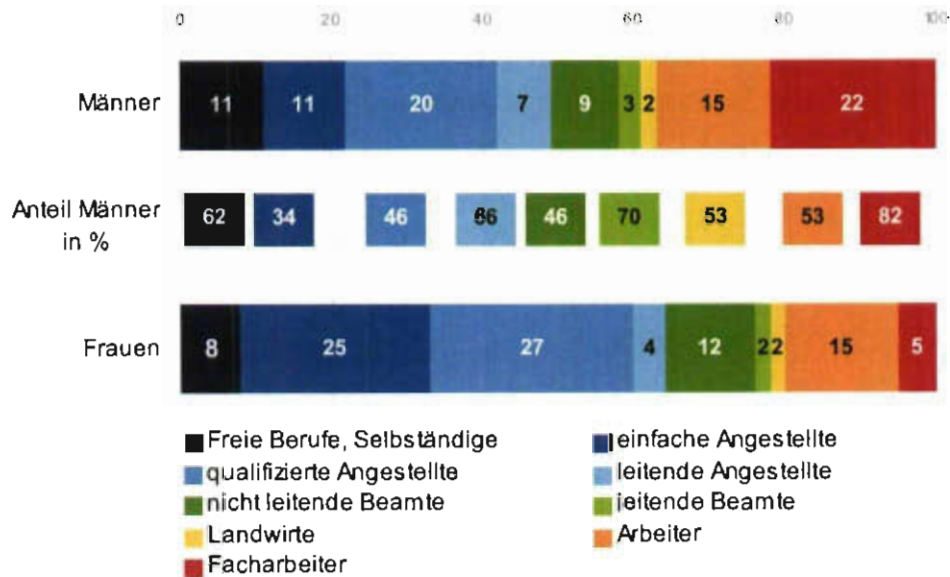 0 20 40 60 80 100
Männer 11 11 20 7 9 3 2 15 22
Anteil Männer
in %
62 34 46 66 46 70 53 53 82
Frauen 8 25 27 4 12 2 2 15 5
Freie Berufe, Selbständige einfache Angestellte
qualifizierte Angestellte leitende Angestellte
nicht leitende Beamte leitende Beamte
Landwirte Arbeiter
Facharbeiter